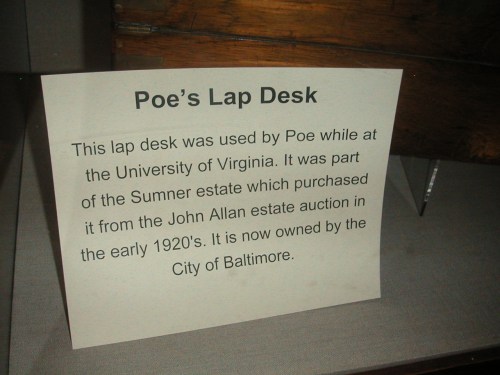 Poe's Lap Desk
This lap desk was used by Poe while at
the University of Virginia. It was part
of the Sumner estate which purchased
it from the John Allan estate auction in
the early 1920's. It is now owned by the
City of Baltimore.